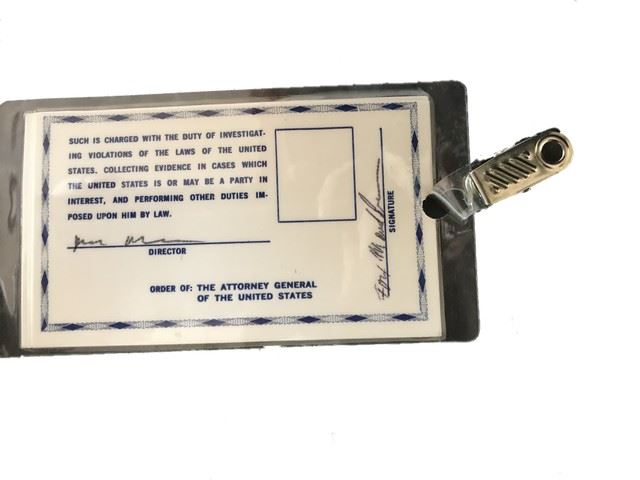 SUCH IS CHARGED WITH THE DUTY OF INVESTIGAT-
ING VIOLATIONS OF THE LAWS OF THE UNITED
STATES. COLLECTING EVIDENCE IN CASES WHICH
THE UNITED STATES IS OR MAY BE A PARTY IN
INTEREST, AND PERFORMING OTHER DUTIES IM-
POSED UPON HIM BY LAW.
DIRECTOR
ORDER OF: THE ATTORNEY GENERAL
OF THE UNITED STATES
SIGNATURE